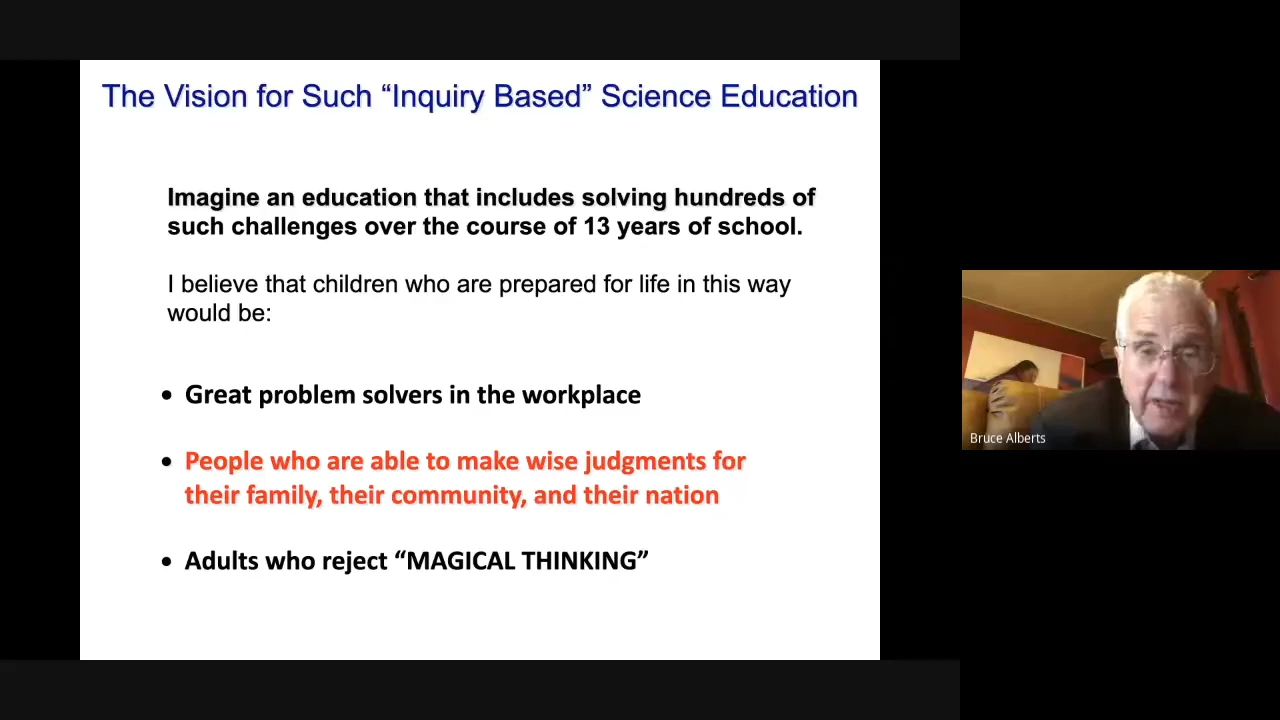 The Vision for Such “Inquiry Based” Science Education
Imagine an education that includes solving hundreds of
such challenges over the course of 13 years of school.
I believe that children who are prepared for life in this way
would be:
• Great problem solvers in the workplace
• People who are able to make wise judgments for
their family, their community, and their nation
• Adults who reject “MAGICAL THINKING”
Bruce Alberts